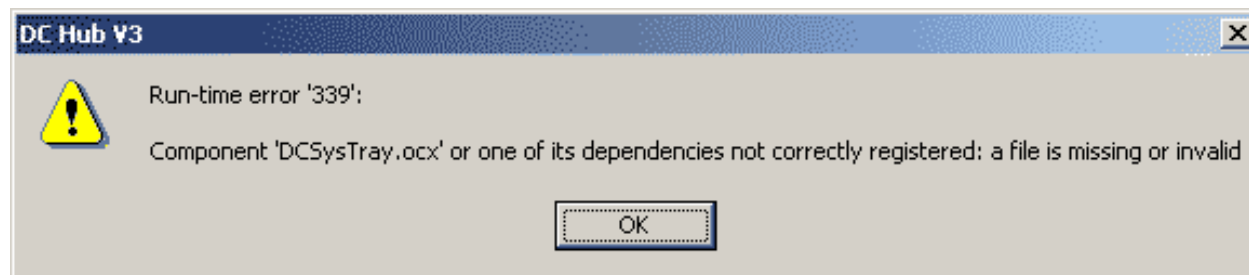 DC Hub V3
Run-time error '339':
Component 'DCSysTray.ocx' or one of its dependencies not correctly registered: a file is missing or invalid
OK